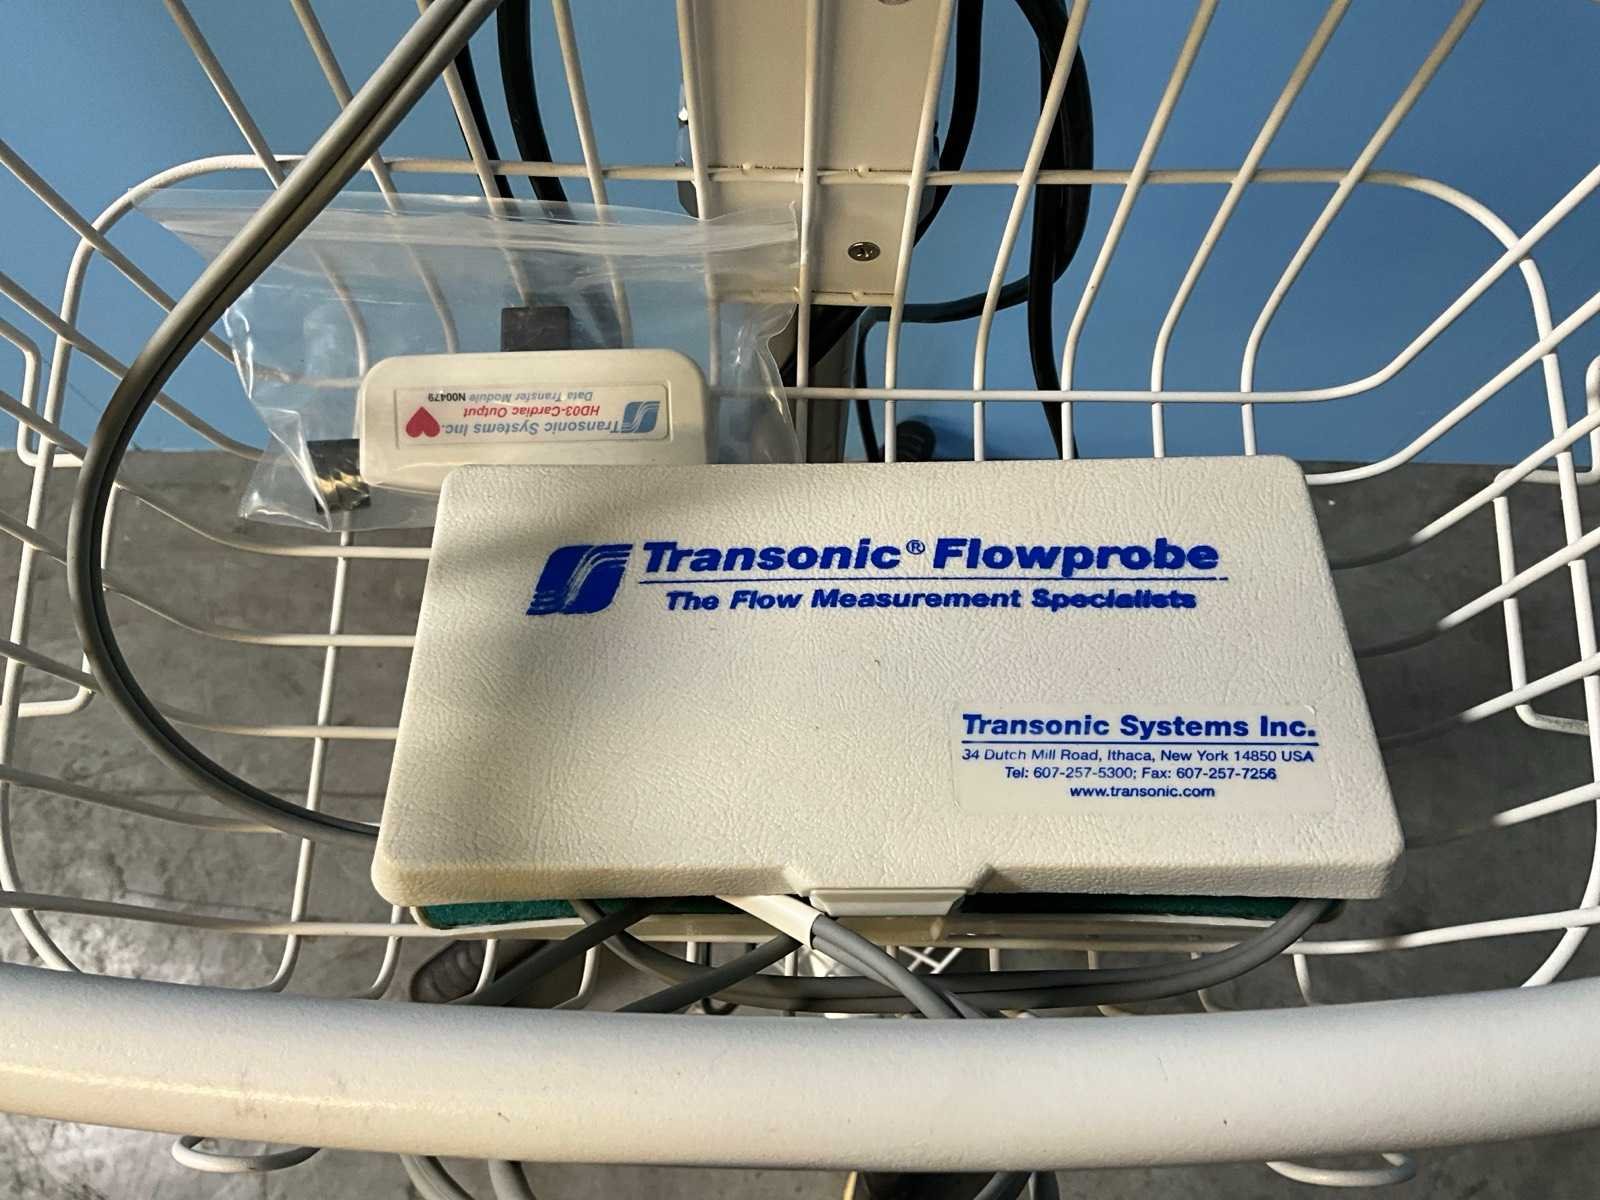 Transonic Systems Inc.
HD03-Cardiac Output
Data Transfer Module N00479
Transonic® Flowprobe
The Flow Measurement Specialists
Transonic Systems Inc.
34 Dutch Mill Road, Ithaca, New York 14850 USA
Tel: 607-257-5300; Fax: 607-257-7256
www.transonic.com